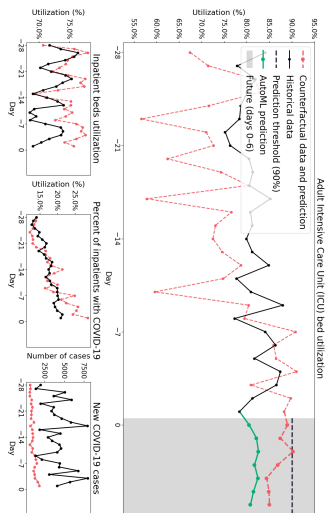 Adult Intensive Care Unit (ICU) bed utilization
Utilization (%)
55.0%
60.0%
65.0%
70.0%
75.0%
80.0%
85.0%
90.0%
95.0%
Counterfactual data and prediction
Historical data
Prediction threshold (90%)
AutoML prediction
Future (days 0-6)
−28
−21
−14
−7
0
Day
Inpatient beds utilization
Utilization (%)
70.0%
75.0%
−28
−21
−14
−7
0
Day
Percent of inpatients with COVID-19
Utilization (%)
15.0%
20.0%
25.0%
−28
−21
−14
−7
0
Day
New COVID-19 cases
Number of cases
2500
5000
7500
−28
−21
−14
−7
0
Day